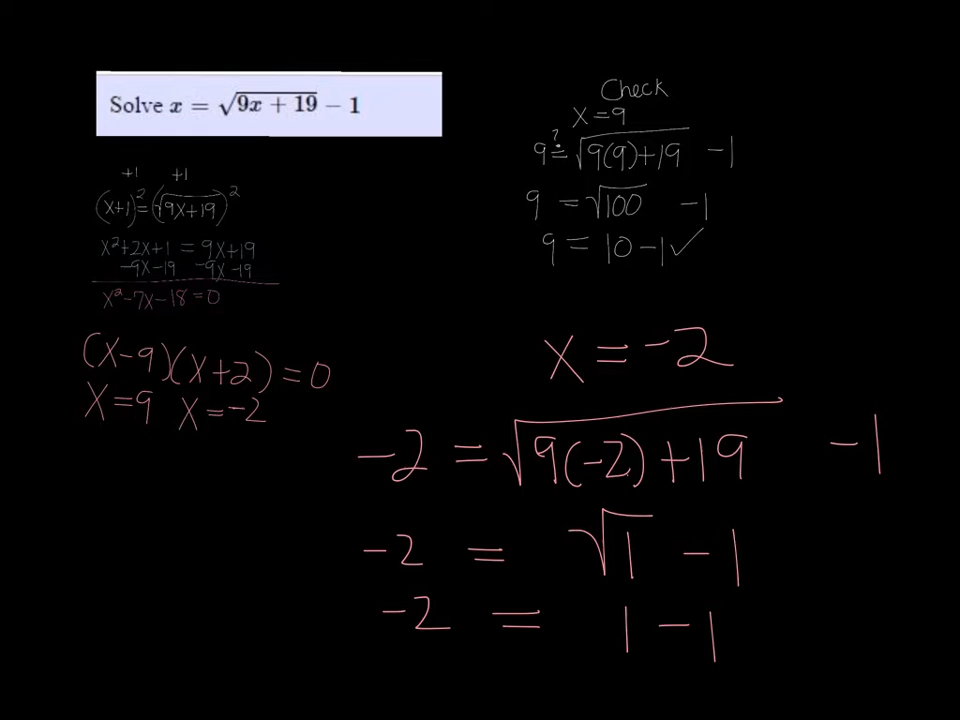 Solve x = √(9x + 19) − 1
+1 +1
(x+1)² = (√(9x+19))²
x²+2x+1 = 9x+19
-9x-19 -9x-19
x²-7x-18=0
(x-9)(x+2)=0
x=9 x=-2
Check
x=9
9 ≟ √(9(9)+19) -1
9 = √100 -1
9 = 10-1 ✓
x = -2
-2 = √(9(-2)+19) -1
-2 = √1 - 1
-2 = 1 - 1